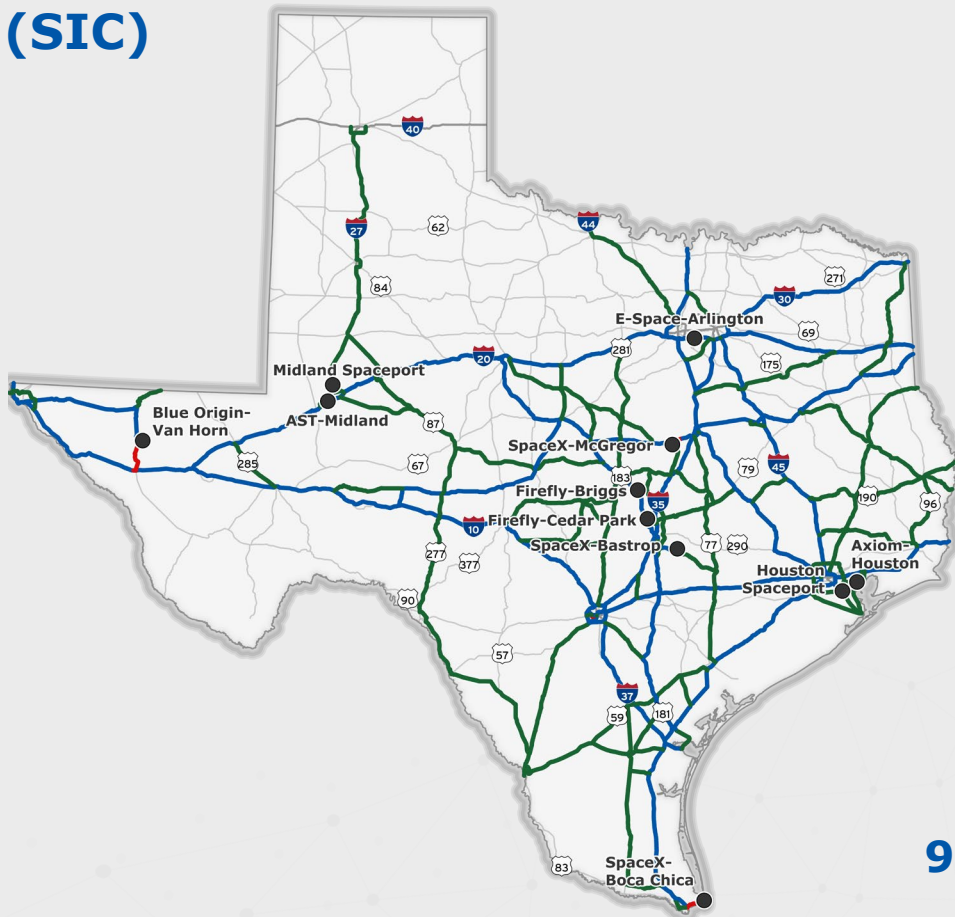 (SIC)
40
27
62
44
84
271
30
E-Space-Arlington
69
281
20
175
Midland Spaceport
AST-Midland
Blue Origin-
Van Horn
87
SpaceX-McGregor
285
67
79
45
183
Firefly-Briggs
35
190
96
10
Firefly-Cedar Park
SpaceX-Bastrop
77
290
Axiom-
Houston
277
377
Houston
Spaceport
90
57
37
59
181
83
SpaceX-
Boca Chica
9